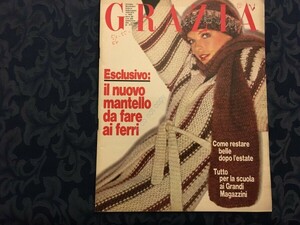 GRAZIA
Esclusivo:
il nuovo
mantello
da fare
ai ferri
Come restare
belle
dopo l'estate
Tutto
per la scuola
ai Grandi
Magazzini